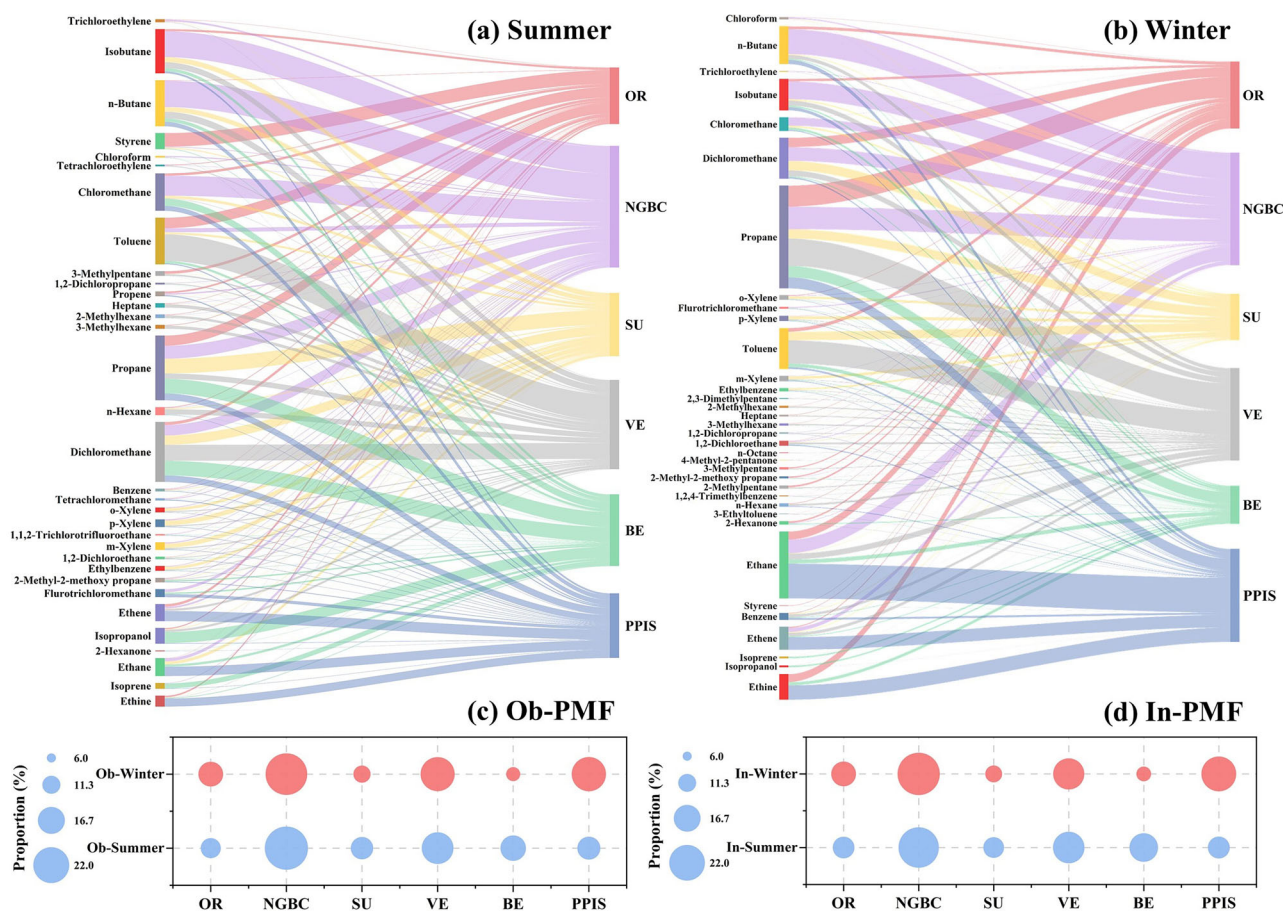 (a) Summer
Trichloroethylene
Isobutane
n-Butane
Styrene
Chloroform
Tetrachloroethylene
Chloromethane
Toluene
3-Methylpentane
1,2-Dichloropropane
Propene
Heptane
2-Methylhexane
3-Methylhexane
Propane
n-Hexane
Dichloromethane
Benzene
Tetrachloromethane
o-Xylene
p-Xylene
1,1,2-Trichlorotrifluoroethane
m-Xylene
1,2-Dichloroethane
Ethylbenzene
2-Methyl-2-methoxy propane
Flurotrichloromethane
Ethene
Isopropanol
2-Hexanone
Ethane
Isoprene
Ethine
OR
NGBC
SU
VE
BE
PPIS
(b) Winter
Chloroform
n-Butane
Trichloroethylene
Isobutane
Chloromethane
Dichloromethane
Propane
o-Xylene
Flurotrichloromethane
p-Xylene
Toluene
m-Xylene
Ethylbenzene
2,3-Dimethylpentane
2-Methylhexane
Heptane
3-Methylhexane
1,2-Dichloropropane
1,2-Dichloroethane
n-Octane
4-Methyl-2-pentanone
3-Methylpentane
2-Methyl-2-methoxy propane
2-Methylpentane
1,2,4-Trimethylbenzene
n-Hexane
3-Ethyltoluene
2-Hexanone
Ethane
Styrene
Benzene
Ethene
Isoprene
Isopropanol
Ethine
OR
NGBC
SU
VE
BE
PPIS
(c) Ob-PMF
Proportion (%)
6.0
11.3
16.7
22.0
Ob-Winter
Ob-Summer
OR NGBC SU VE BE PPIS
(d) In-PMF
Proportion (%)
6.0
11.3
16.7
22.0
In-Winter
In-Summer
OR NGBC SU VE BE PPIS